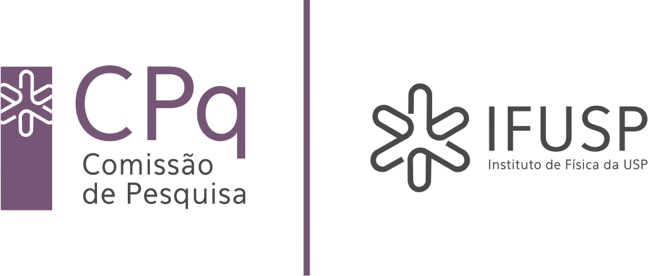 CPq
Comissão
de Pesquisa
IFUSP
Instituto de Física da USP